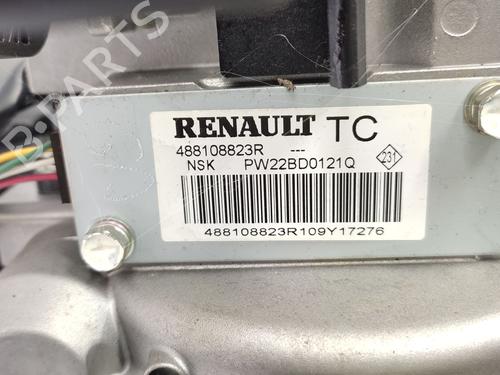 B-PARTS
RENAULT TC
488108823R ---
NSK PW22BD0121Q 231
488108823R109Y17276